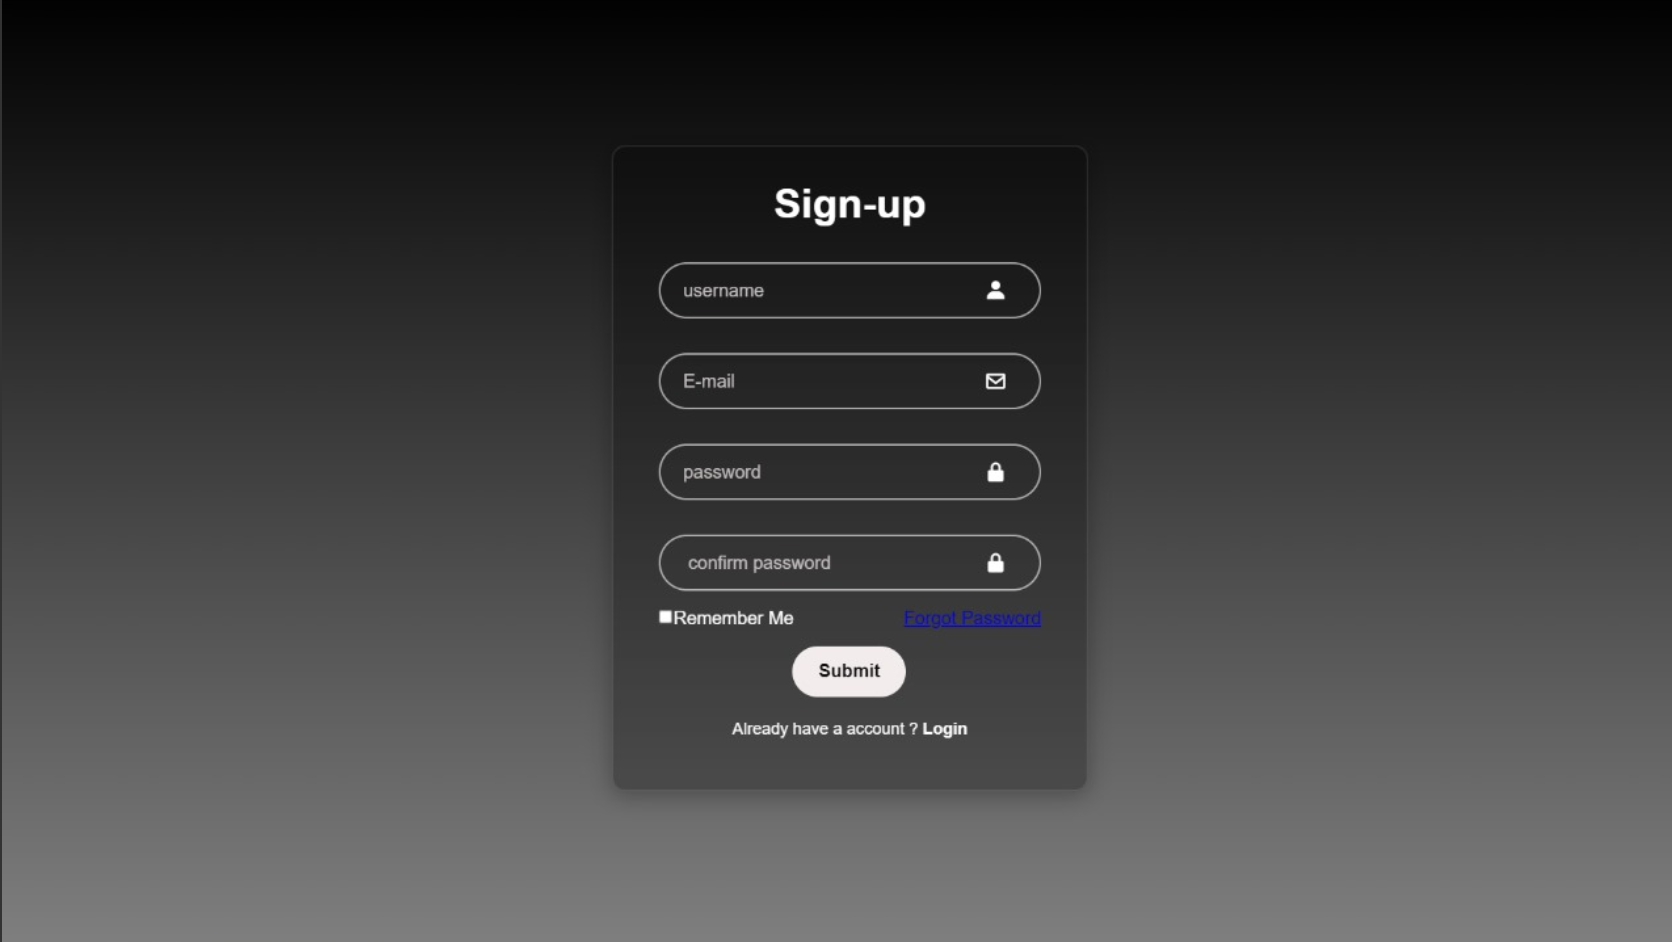 Sign-up
username
E-mail
password
confirm password
Remember Me Forgot Password
Submit
Already have a account ? Login